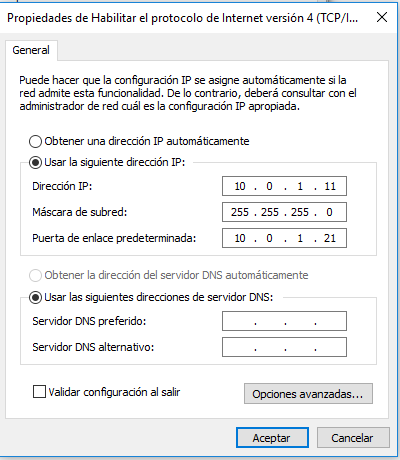 Propiedades de Habilitar el protocolo de Internet versión 4 (TCP/I...
General
Puede hacer que la configuración IP se asigne automáticamente si la
red admite esta funcionalidad. De lo contrario, deberá consultar con el
administrador de red cuál es la configuración IP apropiada.
Obtener una dirección IP automáticamente
Usar la siguiente dirección IP:
Dirección IP: 10 . 0 . 1 . 11
Máscara de subred: 255 . 255 . 255 . 0
Puerta de enlace predeterminada: 10 . 0 . 1 . 21
Obtener la dirección del servidor DNS automáticamente
Usar las siguientes direcciones de servidor DNS:
Servidor DNS preferido: . . .
Servidor DNS alternativo: . . .
Validar configuración al salir
Opciones avanzadas...
Aceptar Cancelar